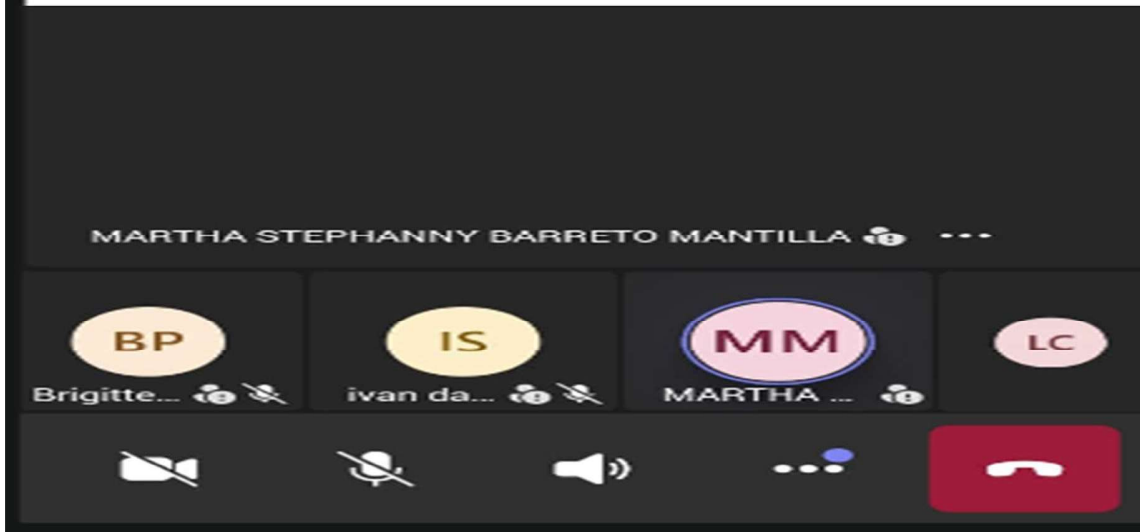 MARTHA STEPHANNY BARRETO MANTILLA ...
BP IS MM LC
Brigitte... ivan da... MARTHA ...